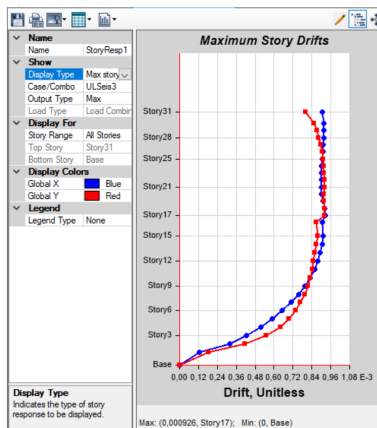 Maximum Story Drifts
Name
Name StoryResp1
Show
Display Type Max story
Case/Combo ULSeis3
Output Type Max
Load Type Load Combin
Display For
Story Range All Stories
Top Story Story31
Bottom Story Base
Display Colors
Global X Blue
Global Y Red
Legend
Legend Type None
Story31
Story28
Story25
Story21
Story17
Story15
Story12
Story9
Story6
Story3
Base
0,00 0,12 0,24 0,36 0,48 0,60 0,72 0,84 0,96 1,08 E-3
Drift, Unitless
Display Type
Indicates the type of story
response to be displayed.
Max: (0,000926, Story17); Min: (0, Base)